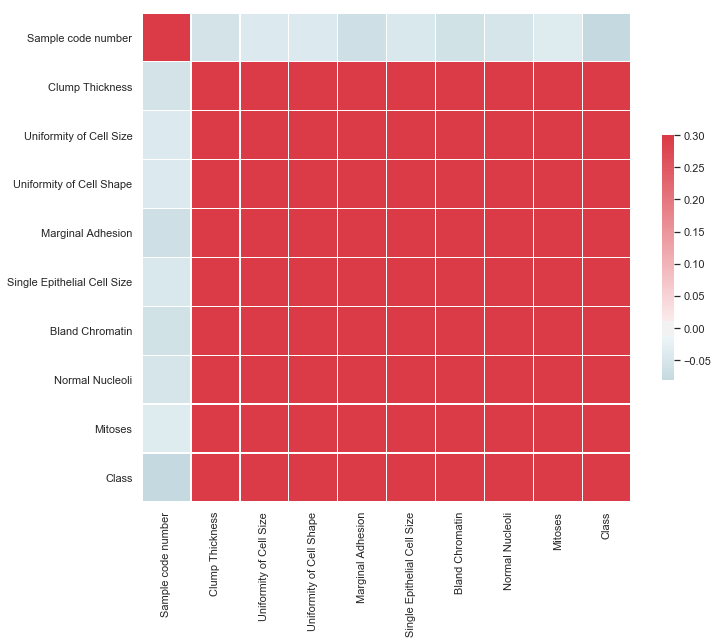 Sample code number
Clump Thickness
Uniformity of Cell Size
Uniformity of Cell Shape
Marginal Adhesion
Single Epithelial Cell Size
Bland Chromatin
Normal Nucleoli
Mitoses
Class
Sample code number
Clump Thickness
Uniformity of Cell Size
Uniformity of Cell Shape
Marginal Adhesion
Single Epithelial Cell Size
Bland Chromatin
Normal Nucleoli
Mitoses
Class
0.30
0.25
0.20
0.15
0.10
0.05
0.00
−0.05